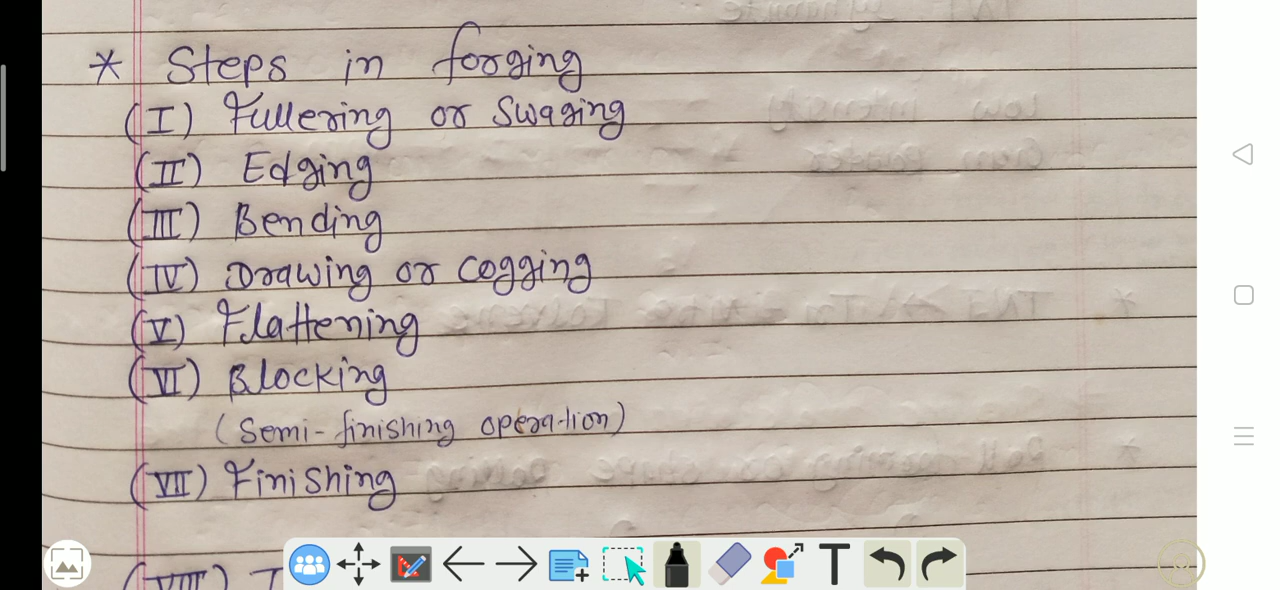 * Steps in forging
(I) Fullering or Swaging
(II) Edging
(III) Bending
(IV) Drawing or Cogging
(V) Flattening
(VI) Blocking
(Semi-finishing operation)
(VII) Finishing
(VIII) T